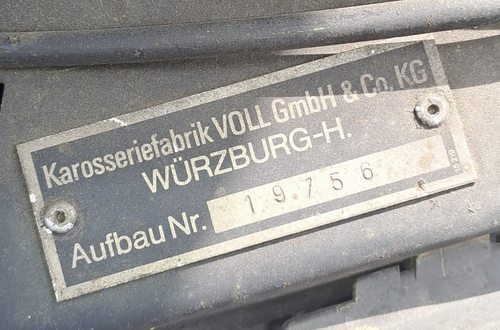 Karosseriefabrik VOLL GmbH & Co. KG
WÜRZBURG-H.
Aufbau Nr. 19756